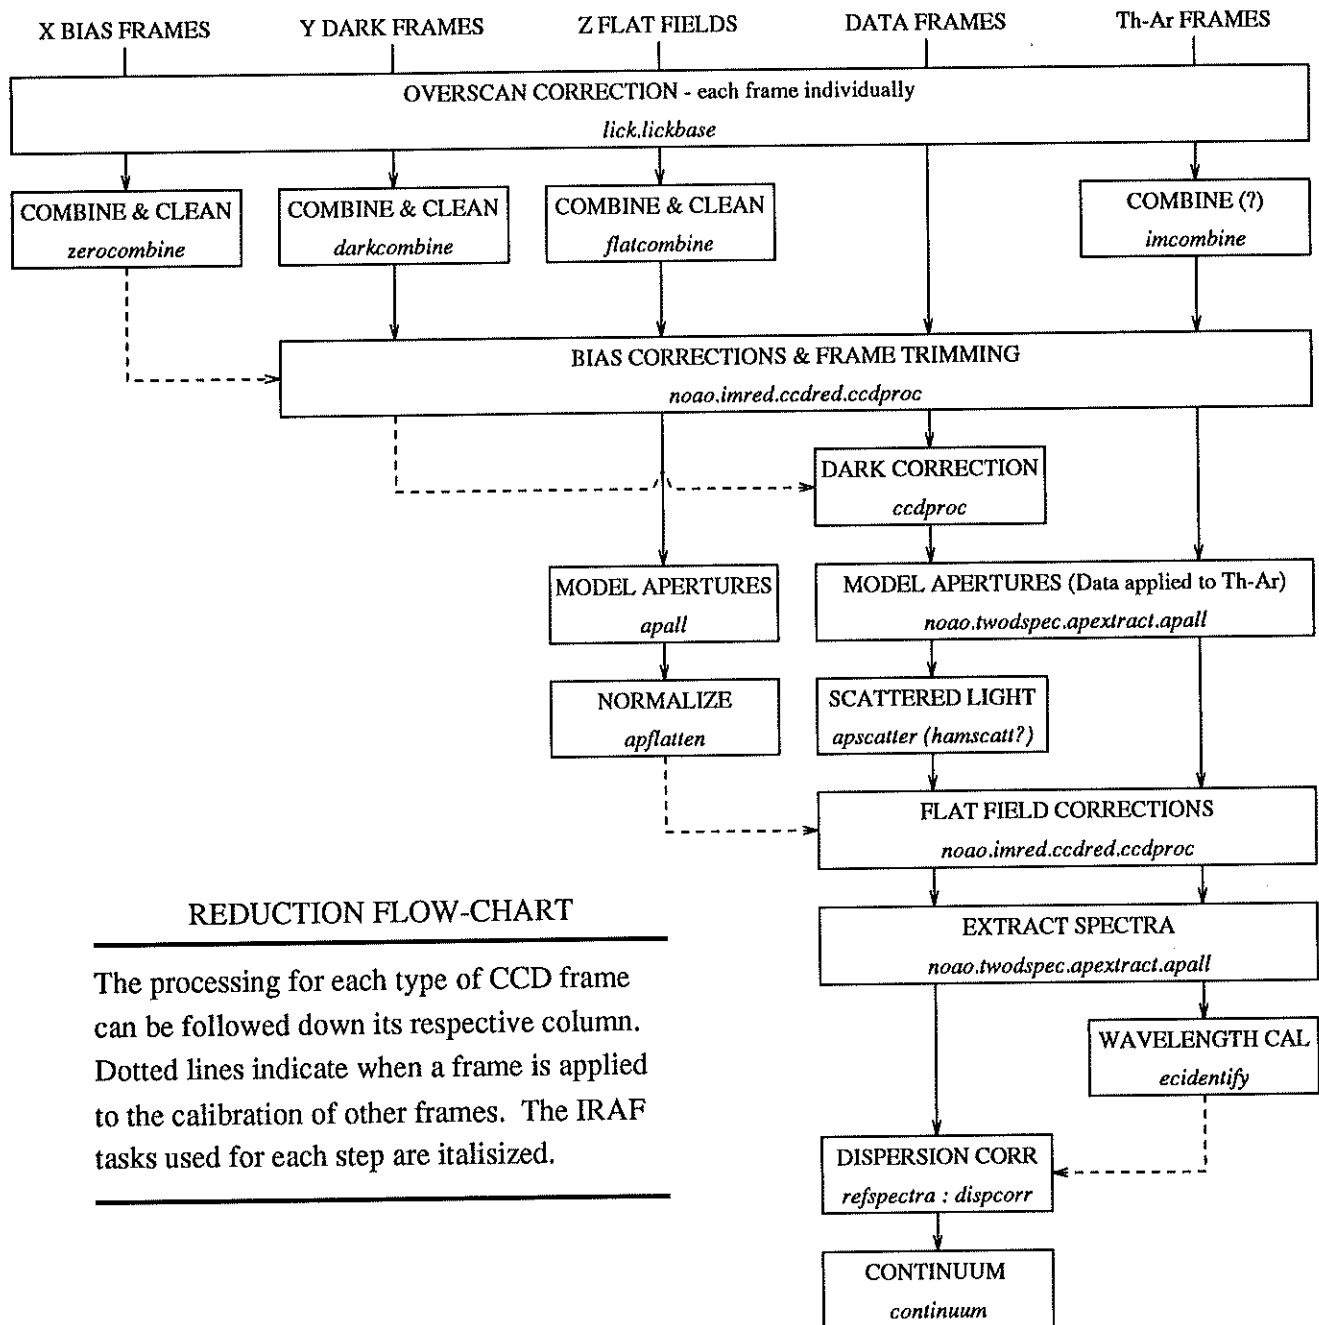 X BIAS FRAMES
Y DARK FRAMES
Z FLAT FIELDS
DATA FRAMES
Th-Ar FRAMES
OVERSCAN CORRECTION - each frame individually
lick.lickbase
COMBINE & CLEAN
zerocombine
COMBINE & CLEAN
darkcombine
COMBINE & CLEAN
flatcombine
COMBINE (?)
imcombine
BIAS CORRECTIONS & FRAME TRIMMING
noao.imred.ccdred.ccdproc
DARK CORRECTION
ccdproc
MODEL APERTURES
apall
MODEL APERTURES (Data applied to Th-Ar)
noao.twodspec.apextract.apall
NORMALIZE
apflatten
SCATTERED LIGHT
apscatter (hamscatt?)
FLAT FIELD CORRECTIONS
noao.imred.ccdred.ccdproc
EXTRACT SPECTRA
noao.twodspec.apextract.apall
WAVELENGTH CAL
ecidentify
DISPERSION CORR
refspectra : dispcorr
CONTINUUM
continuum
REDUCTION FLOW-CHART
The processing for each type of CCD frame
can be followed down its respective column.
Dotted lines indicate when a frame is applied
to the calibration of other frames. The IRAF
tasks used for each step are italisized.